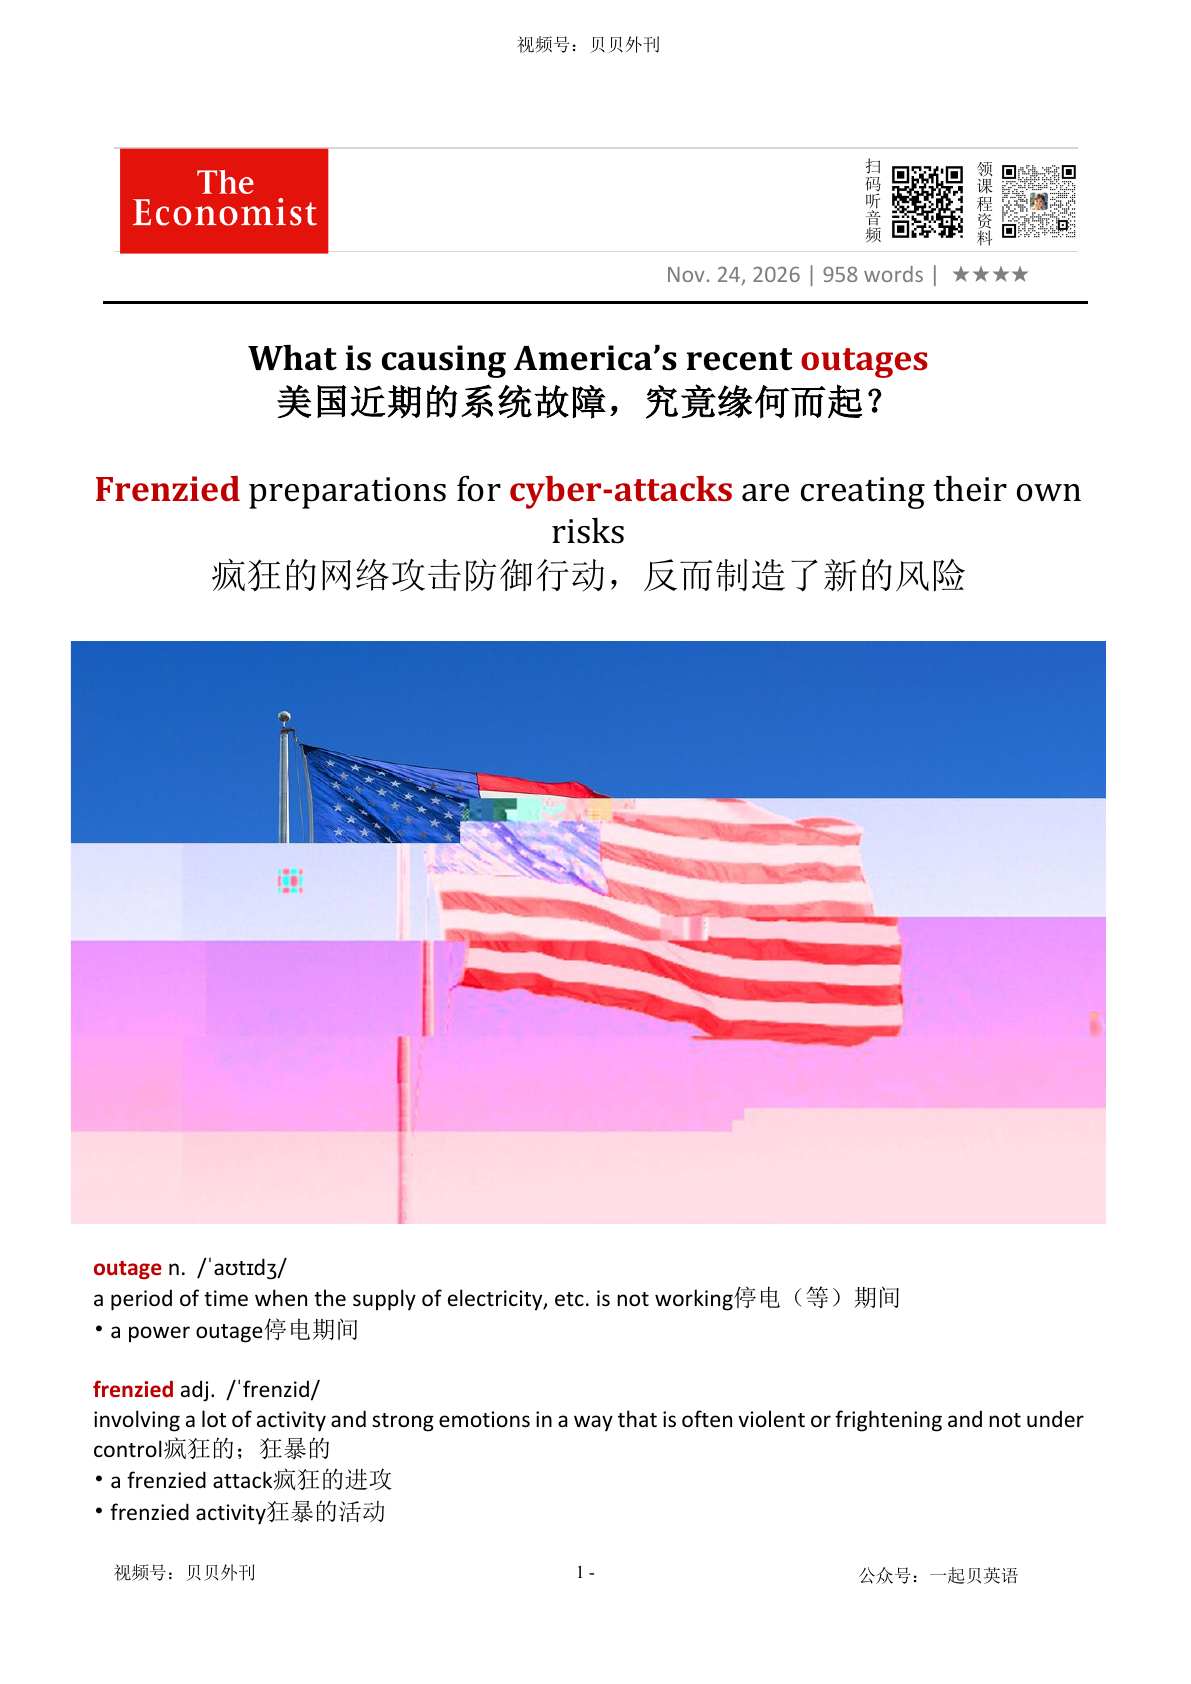 视频号：贝贝外刊
The
Economist
扫码听音频
领课程资料
Nov. 24, 2026 | 958 words | ★★★★
What is causing America’s recent outages
美国近期的系统故障，究竟缘何而起？
Frenzied preparations for cyber-attacks are creating their own
risks
疯狂的网络攻击防御行动，反而制造了新的风险
outage n. /ˈaʊtɪdʒ/
a period of time when the supply of electricity, etc. is not working停电（等）期间
• a power outage停电期间
frenzied adj. /ˈfrenzid/
involving a lot of activity and strong emotions in a way that is often violent or frightening and not under
control疯狂的；狂暴的
• a frenzied attack疯狂的进攻
• frenzied activity狂暴的活动
视频号：贝贝外刊
1 -
公众号：一起贝英语